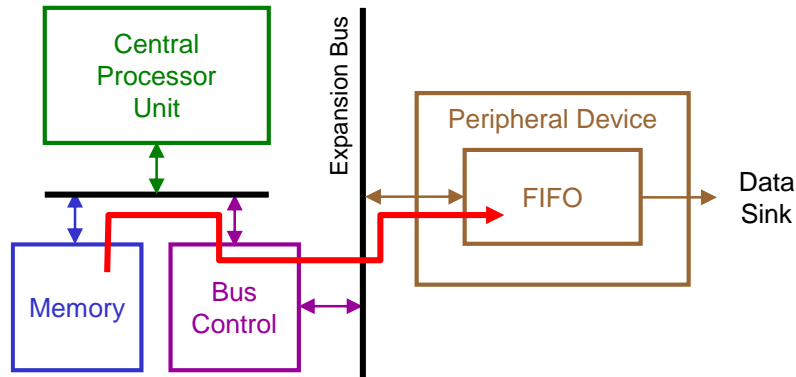 Central
Processor
Unit
Expansion Bus
Peripheral Device
FIFO
Data
Sink
Memory
Bus
Control